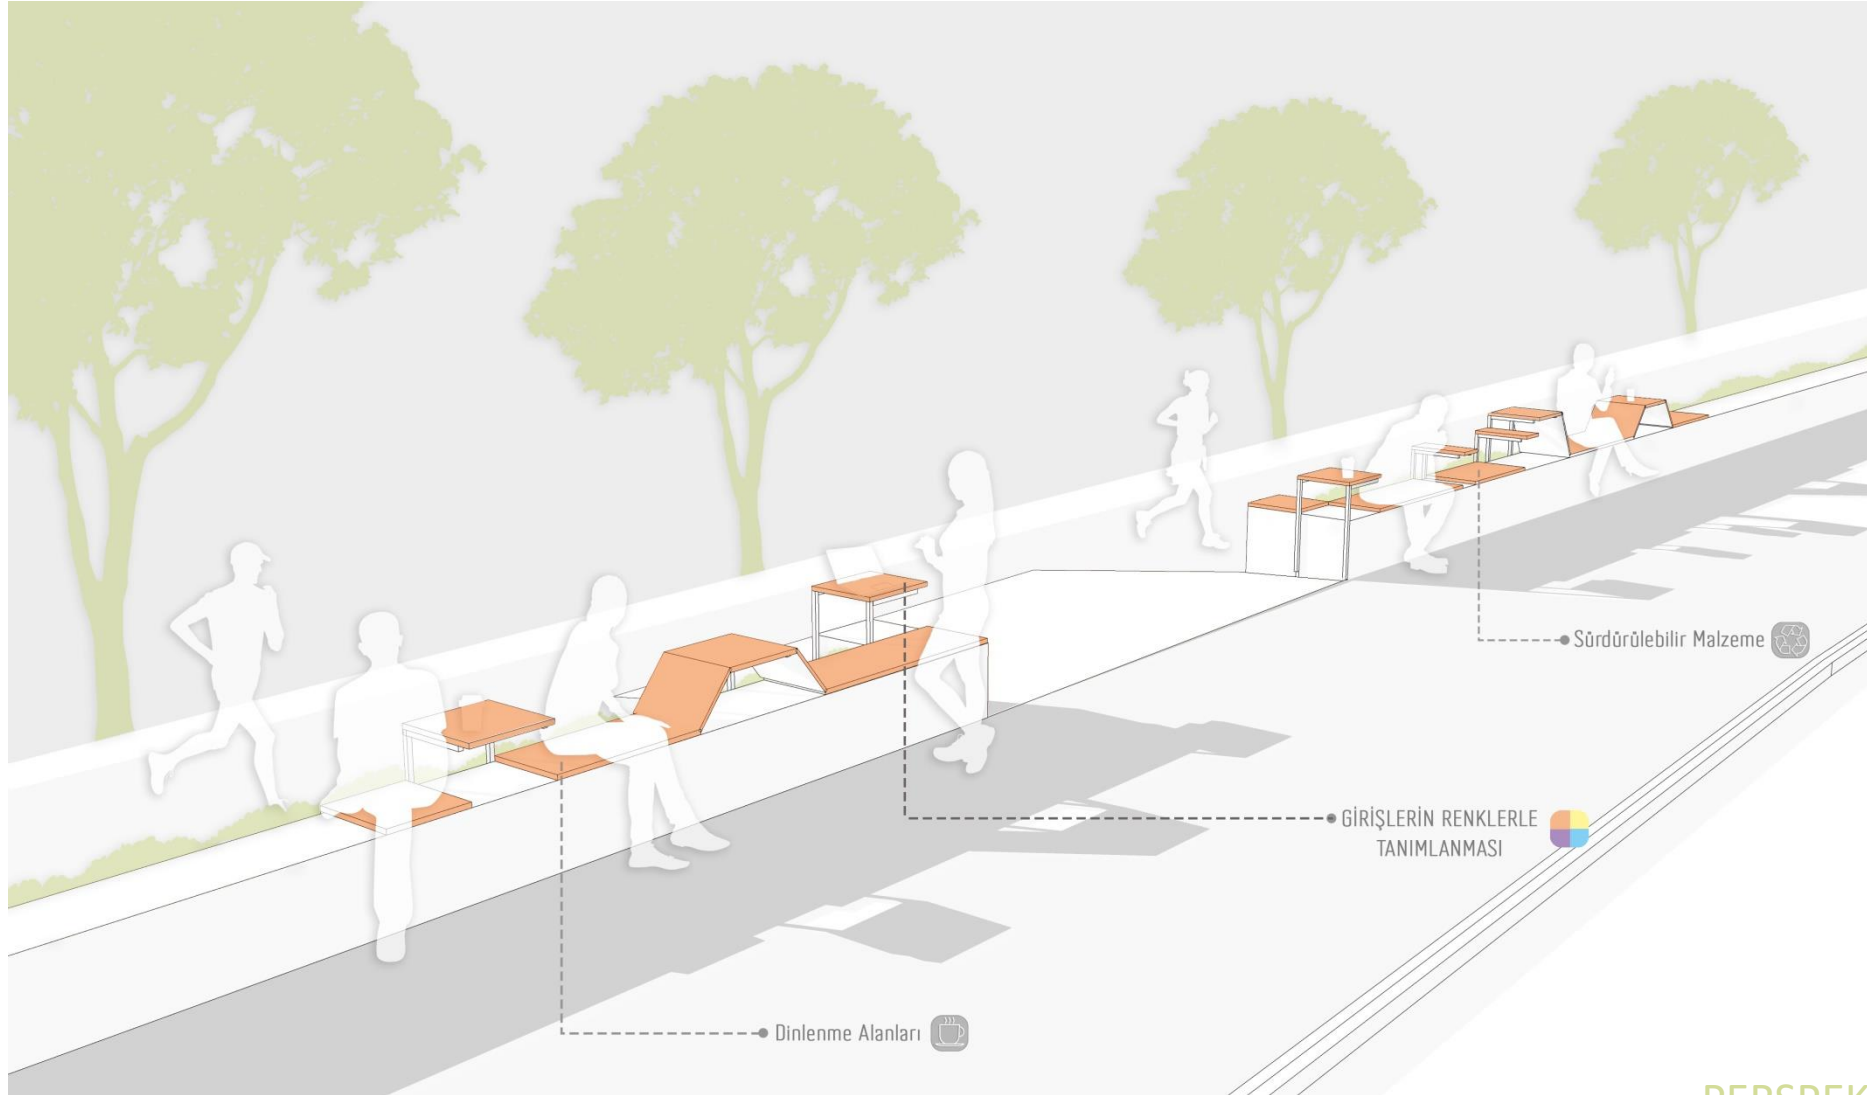 Sürdürülebilir Malzeme
GİRİŞLERİN RENKLERLE
TANIMLANMASI
Dinlenme Alanları